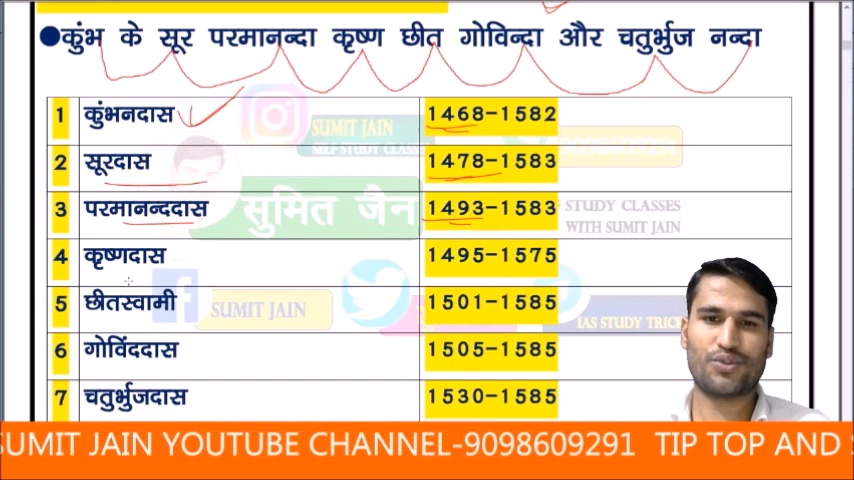 ●कुंभ के सूर परमानन्दा कृष्ण छीत गोविन्दा और चतुर्भुज नन्दा
1 कुंभनदास 1468-1582
SUMIT JAIN
SELF STUDY CLASSES
2 सूरदास 1478-1583
3 परमानन्ददास 1493-1583
सुमित जैन
STUDY CLASSES
WITH SUMIT JAIN
4 कृष्णदास 1495-1575
5 छीतस्वामी 1501-1585
SUMIT JAIN
IAS STUDY TRICK
6 गोविंददास 1505-1585
7 चतुर्भुजदास 1530-1585
SUMIT JAIN YOUTUBE CHANNEL-9098609291 TIP TOP AND